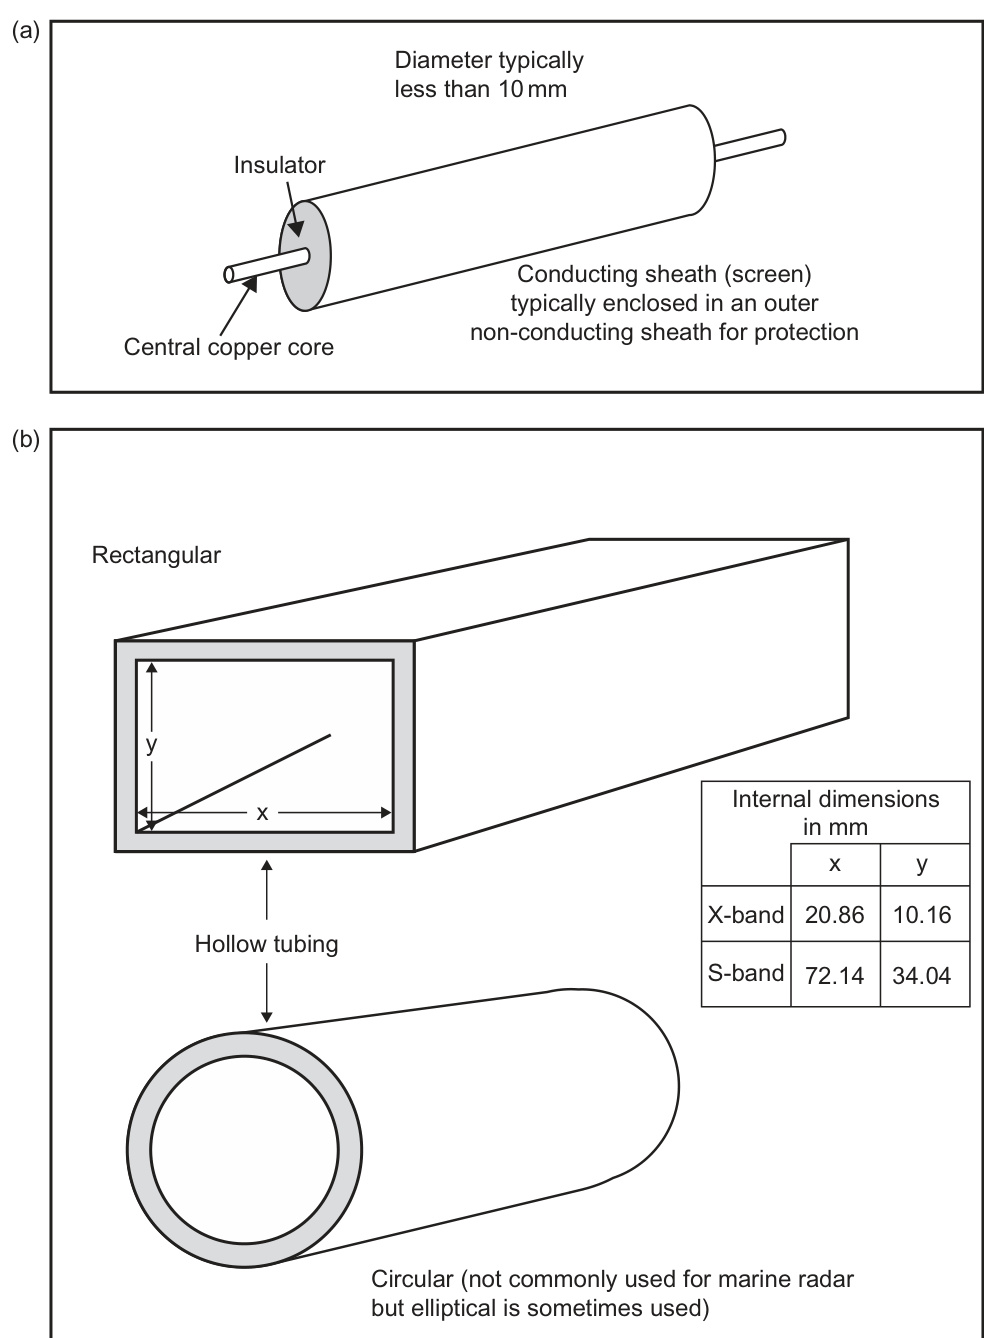 (a)
Diameter typically
less than 10 mm
Insulator
Conducting sheath (screen)
typically enclosed in an outer
non-conducting sheath for protection
Central copper core
(b)
Rectangular
y
x
Internal dimensions
in mm
x y
X-band 20.86 10.16
S-band 72.14 34.04
Hollow tubing
Circular (not commonly used for marine radar
but elliptical is sometimes used)